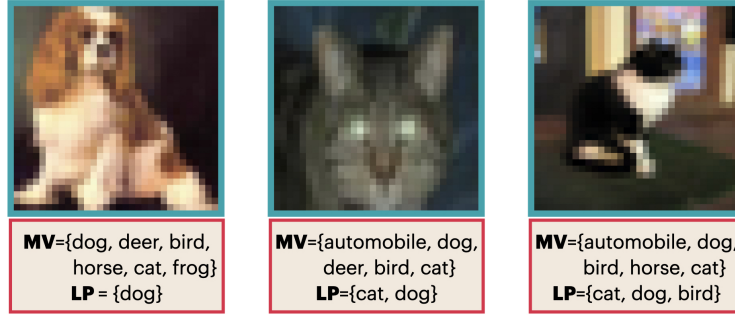 MV={dog, deer, bird,
horse, cat, frog}
LP = {dog}
MV={automobile, dog,
deer, bird, cat}
LP={cat, dog}
MV={automobile, dog,
bird, horse, cat}
LP={cat, dog, bird}